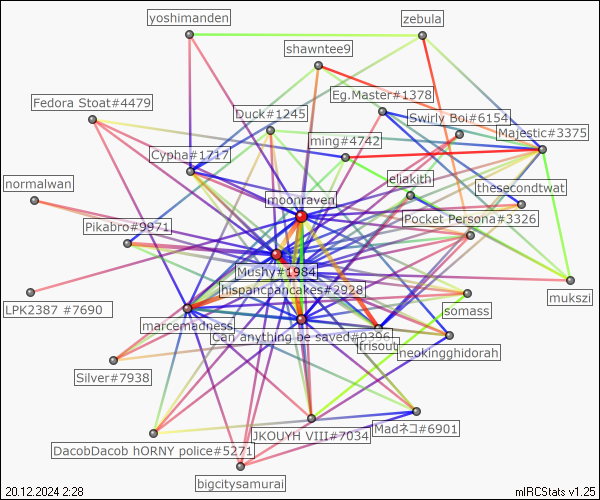 yoshimanden
zebula
shawntee9
Eg.Master#1378
Fedora Stoat#4479
Duck#1245
Swirly Boi#6154
Majestic#3375
ming#4742
Cypha#1717
eliakith
normalwan
thesecondtwat
moonraven
Pocket Persona#3326
Pikabro#9971
Mushy#1984
hispancpancakes#2928
mukszi
LPK2387 #7690
somass
marcemadness
Can anything be saved#0396
frisout
neokingghidorah
Silver#7938
JKOUYH VIII#7034
Madネコ#6901
DacobDacob hORNY police#5271
bigcitysamurai
20.12.2024 2:28
mIRCStats v1.25